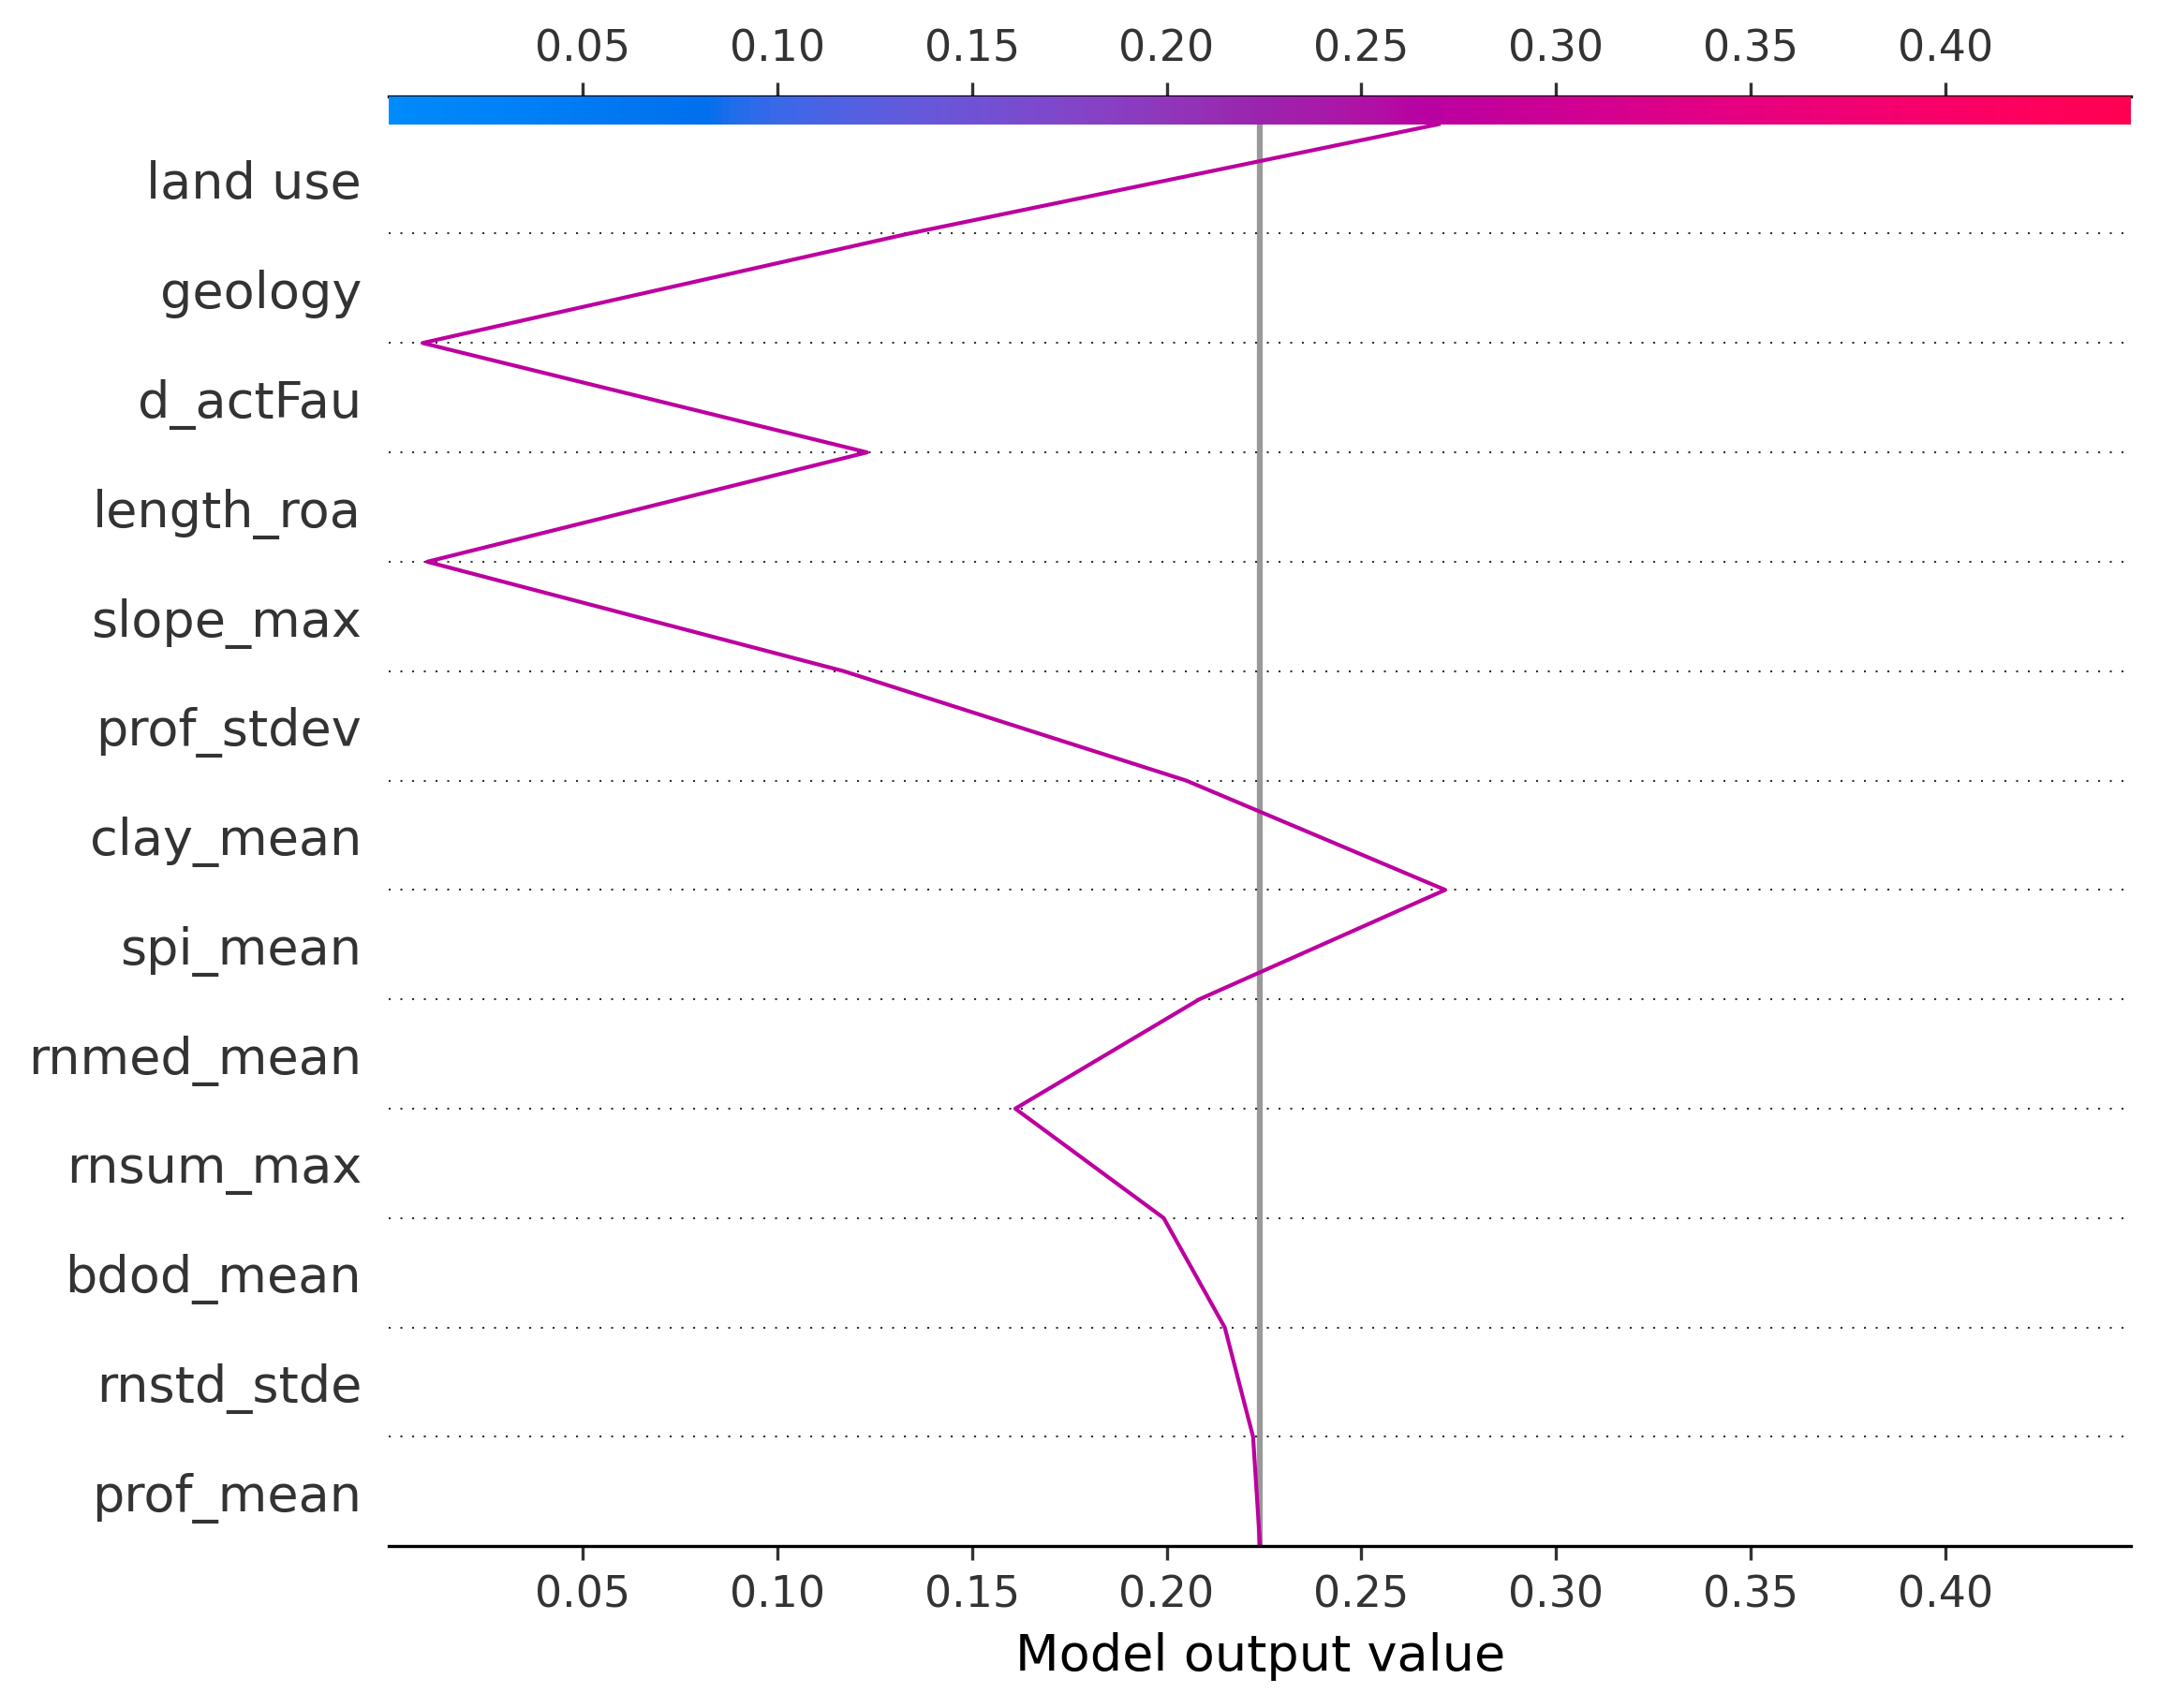 0.05 0.10 0.15 0.20 0.25 0.30 0.35 0.40
land use
geology
d_actFau
length_roa
slope_max
prof_stdev
clay_mean
spi_mean
rnmed_mean
rnsum_max
bdod_mean
rnstd_stde
prof_mean
0.05 0.10 0.15 0.20 0.25 0.30 0.35 0.40
Model output value